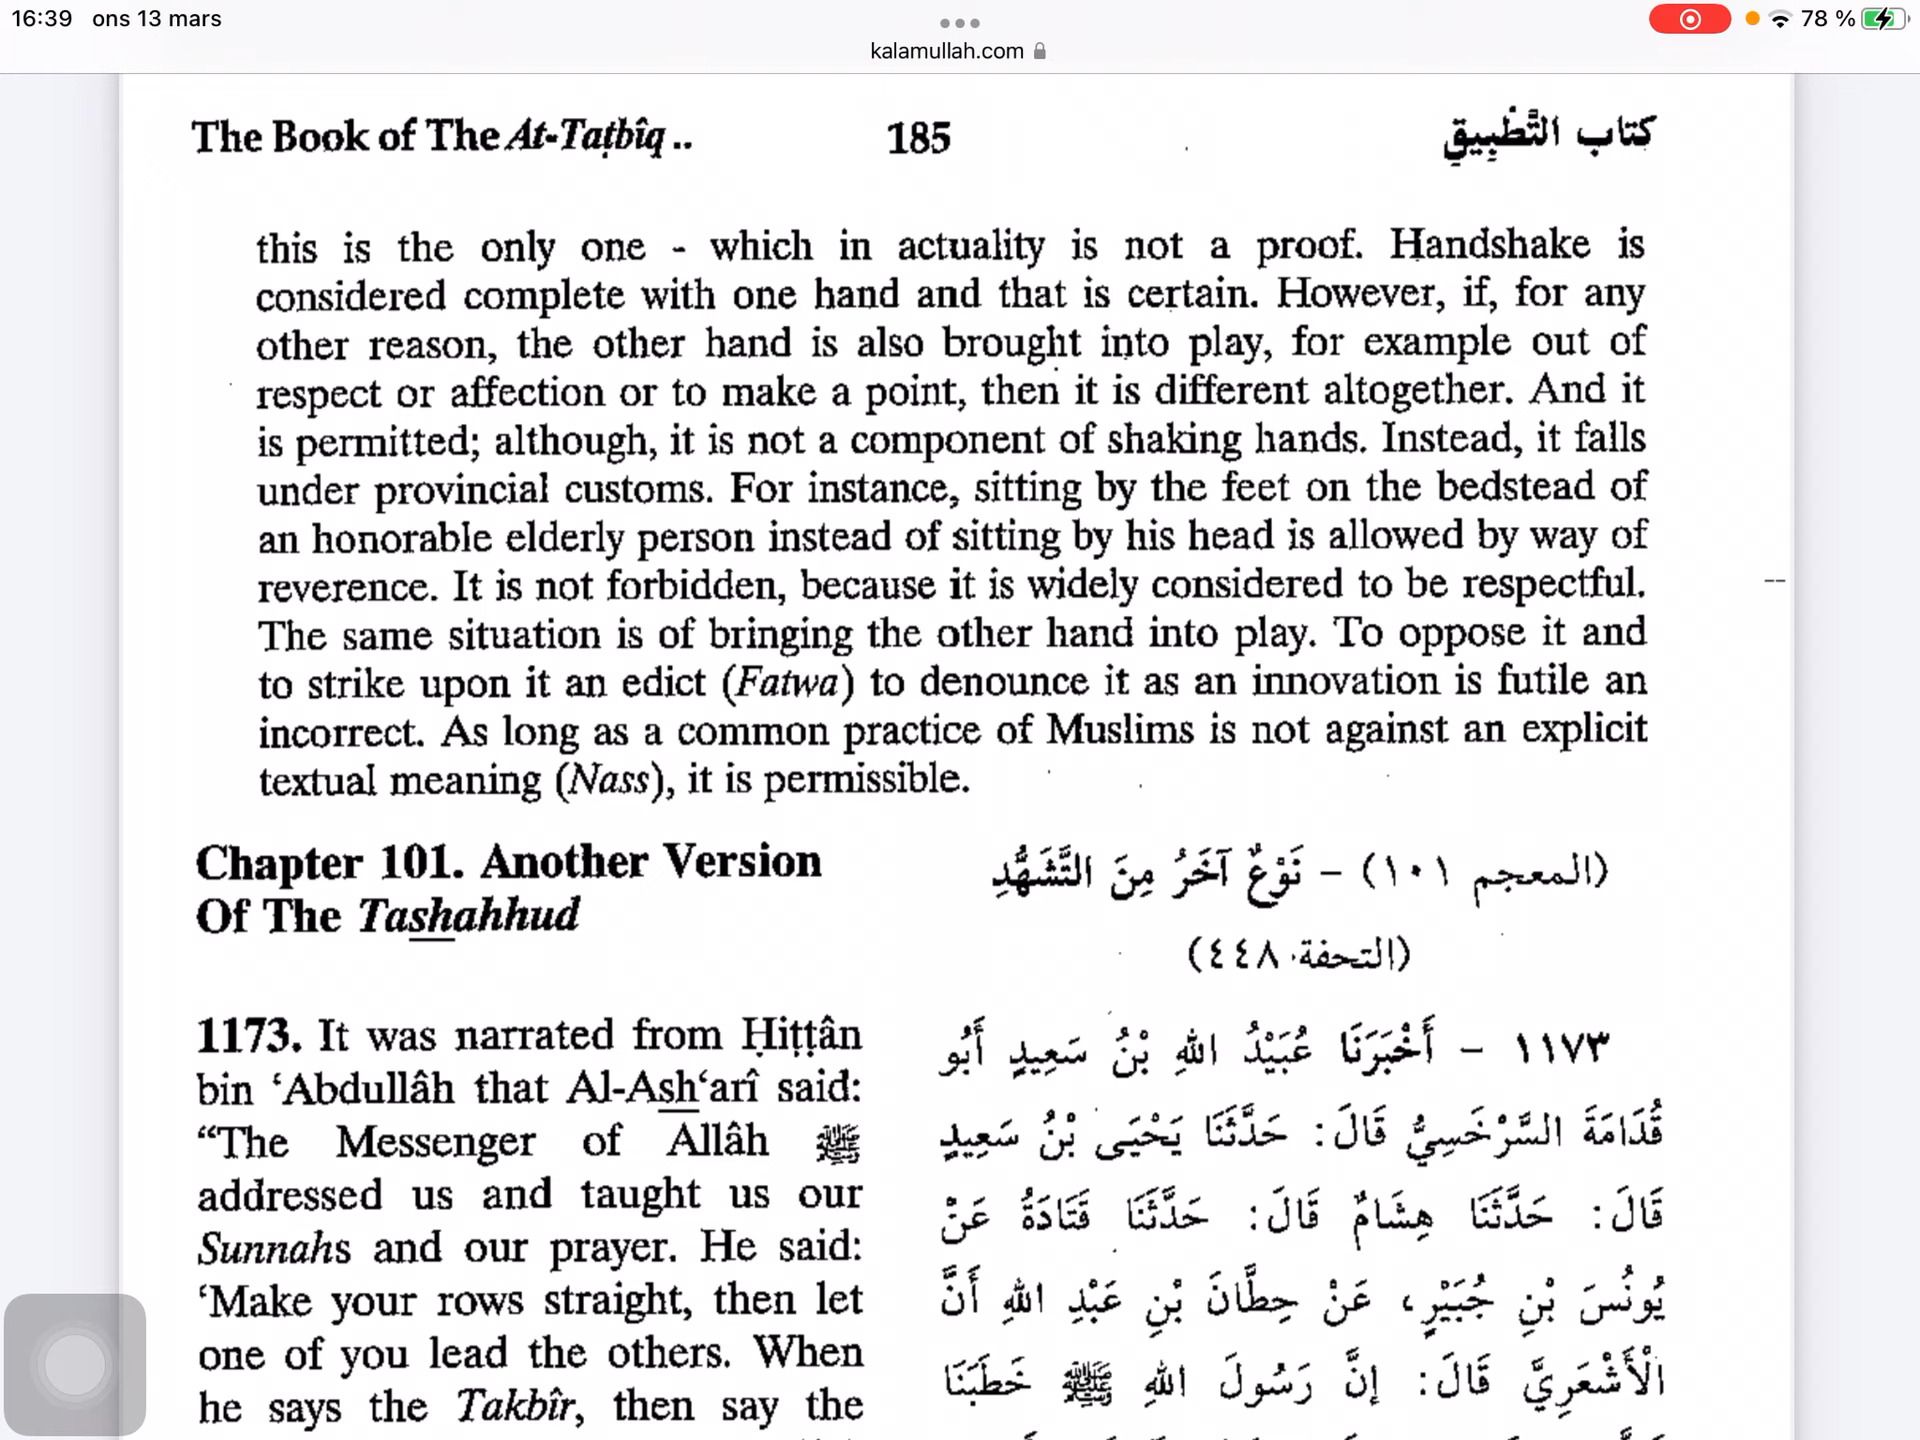 16:39 ons 13 mars
78 %
kalamullah.com
The Book of The At-Taṭbîq ..
185
كتاب التَّطْبِيقِ
this is the only one - which in actuality is not a proof. Handshake is
considered complete with one hand and that is certain. However, if, for any
other reason, the other hand is also brought into play, for example out of
respect or affection or to make a point, then it is different altogether. And it
is permitted; although, it is not a component of shaking hands. Instead, it falls
under provincial customs. For instance, sitting by the feet on the bedstead of
an honorable elderly person instead of sitting by his head is allowed by way of
reverence. It is not forbidden, because it is widely considered to be respectful.
The same situation is of bringing the other hand into play. To oppose it and
to strike upon it an edict (Fatwa) to denounce it as an innovation is futile an
incorrect. As long as a common practice of Muslims is not against an explicit
textual meaning (Nass), it is permissible.
Chapter 101. Another Version
Of The Tashahhud
1173. It was narrated from Ḥiṭṭân
bin ‘Abdullâh that Al-Ash‘arî said:
“The Messenger of Allâh ﷺ
addressed us and taught us our
Sunnahs and our prayer. He said:
‘Make your rows straight, then let
one of you lead the others. When
he says the Takbîr, then say the
(المعجم ١٠١) - نَوْعٌ آخَرُ مِنَ التَّشَهُّدِ
(التحفة ٤٤٨)
١١٧٣ - أَخْبَرَنَا عُبَيْدُ اللهِ بْنُ سَعِيدٍ أَبُو
قُدَامَةَ السَّرْخَسِيُّ قَالَ: حَدَّثَنَا يَحْيَى بْنُ سَعِيدٍ
قَالَ: حَدَّثَنَا هِشَامٌ قَالَ: حَدَّثَنَا قَتَادَةُ عَنْ
يُونُسَ بْنِ جُبَيْرٍ، عَنْ حِطَّانَ بْنِ عَبْدِ اللهِ أَنَّ
الْأَشْعَرِيَّ قَالَ: إِنَّ رَسُولَ اللهِ ﷺ خَطَبَنَا